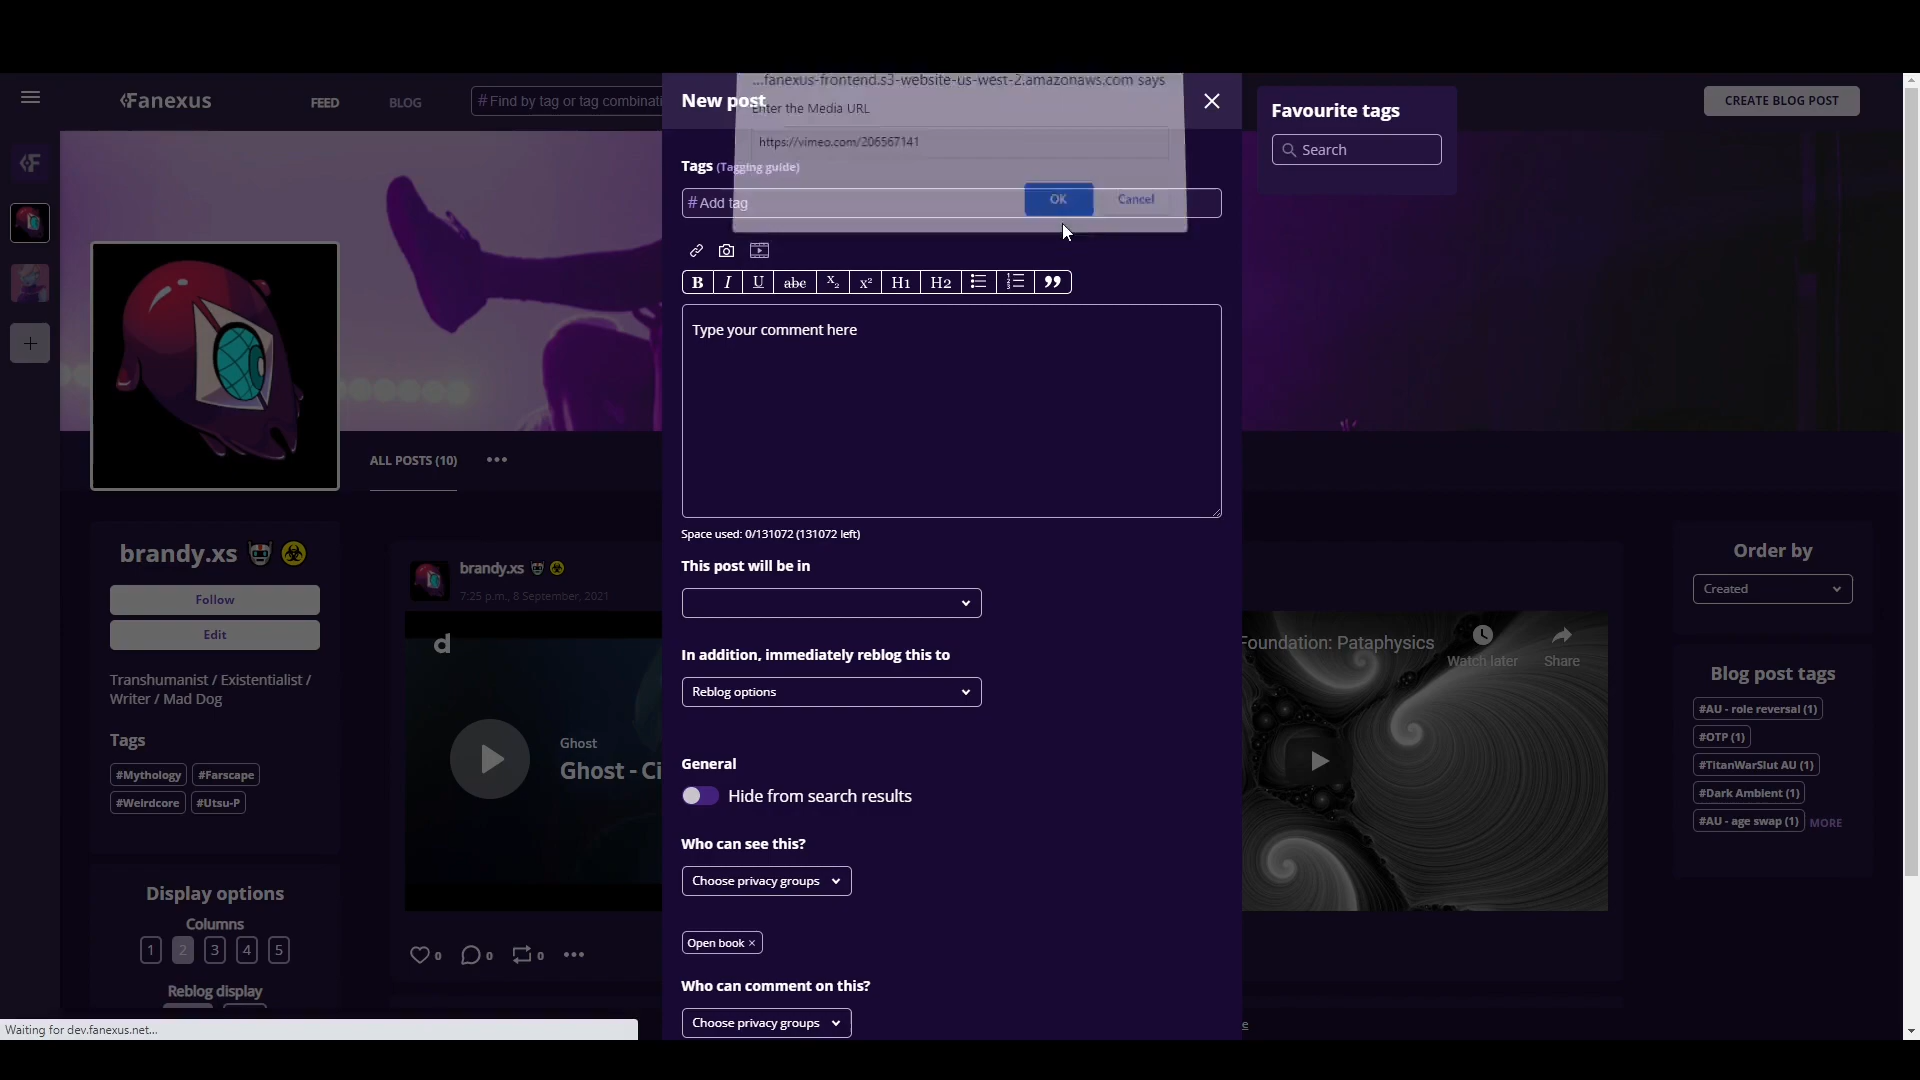 Fanexus
FEED
BLOG
#Find by tag or tag combinati
New post
...fanexus-frontend.s3-website-us-west-2.amazonaws.com says
Enter the Media URL
https://vimeo.com/206567141
OK
Cancel
Favourite tags
Search
CREATE BLOG POST
Tags (Tagging guide)
#Add tag
B I U abc X₂ x² H1 H2
Type your comment here
Space used: 0/131072 (131072 left)
This post will be in
In addition, immediately reblog this to
Reblog options
General
Hide from search results
Who can see this?
Choose privacy groups
Open book ×
Who can comment on this?
Choose privacy groups
ALL POSTS (10)
brandy.xs
Follow
Edit
Transhumanist / Existentialist /
Writer / Mad Dog
Tags
#Mythology #Farscape
#Weirdcore #Utsu-P
Display options
Columns
1 2 3 4 5
Reblog display
brandy.xs
7:25 p.m., 8 September, 2021
d
Ghost
Ghost - Ci
0 0 0
Foundation: Pataphysics
Watch later
Share
Order by
Created
Blog post tags
#AU - role reversal (1)
#OTP (1)
#TitanWarSlut AU (1)
#Dark Ambient (1)
#AU - age swap (1) MORE
Waiting for dev.fanexus.net...